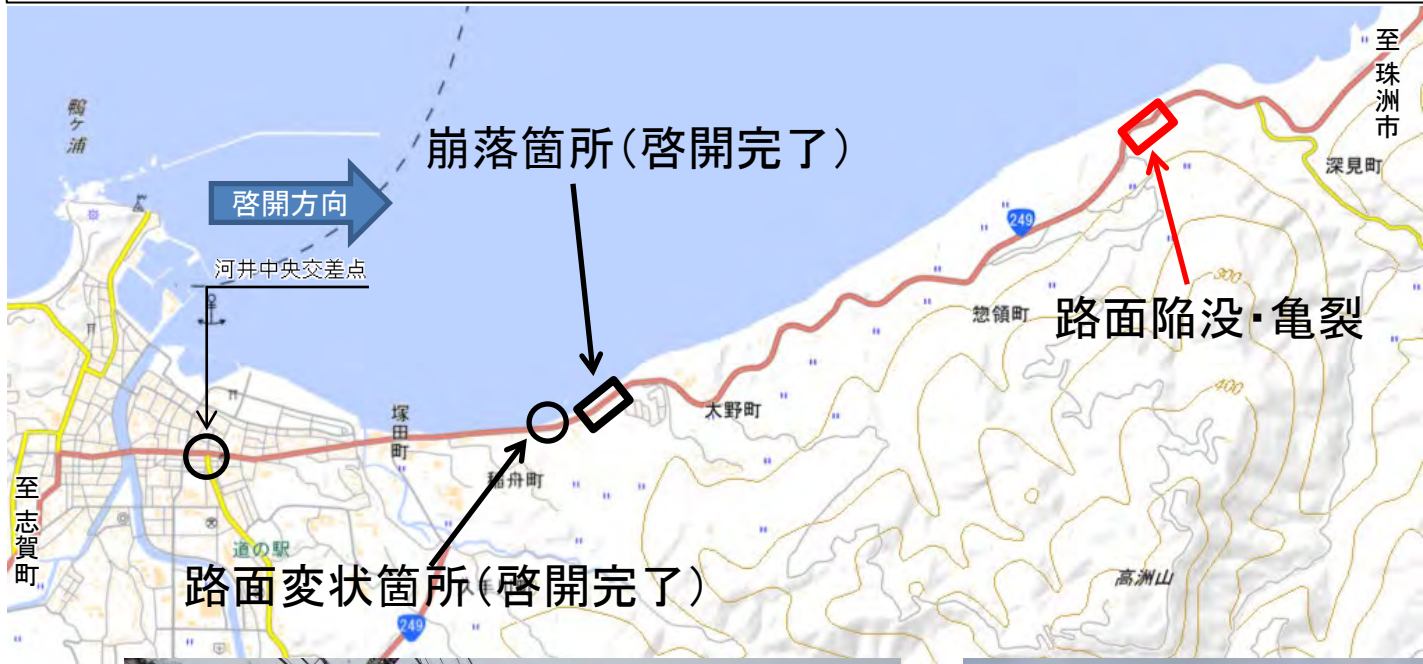 至珠洲市
鴨ヶ浦
崩落箇所(啓開完了)
深見町
啓開方向
249
河井中央交差点
300
惣領町
路面陥没・亀裂
400
塚田町
大野町
稲舟町
至志賀町
道の駅
高洲山
路面変状箇所(啓開完了)
249